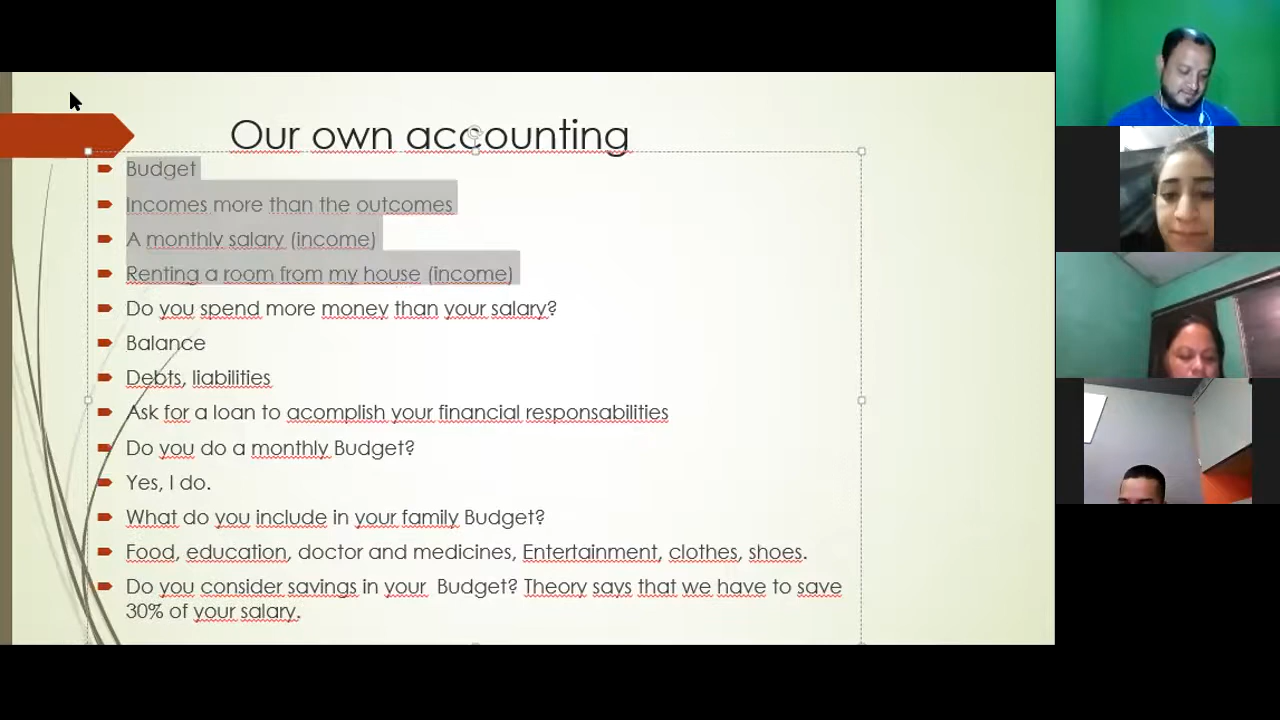 Our own accounting
Budget
Incomes more than the outcomes
A monthly salary (income)
Renting a room from my house (income)
Do you spend more money than your salary?
Balance
Debts, liabilities
Ask for a loan to acomplish your financial responsabilities
Do you do a monthly Budget?
Yes, I do.
What do you include in your family Budget?
Food, education, doctor and medicines, Entertainment, clothes, shoes.
Do you consider savings in your Budget? Theory says that we have to save
30% of your salary.